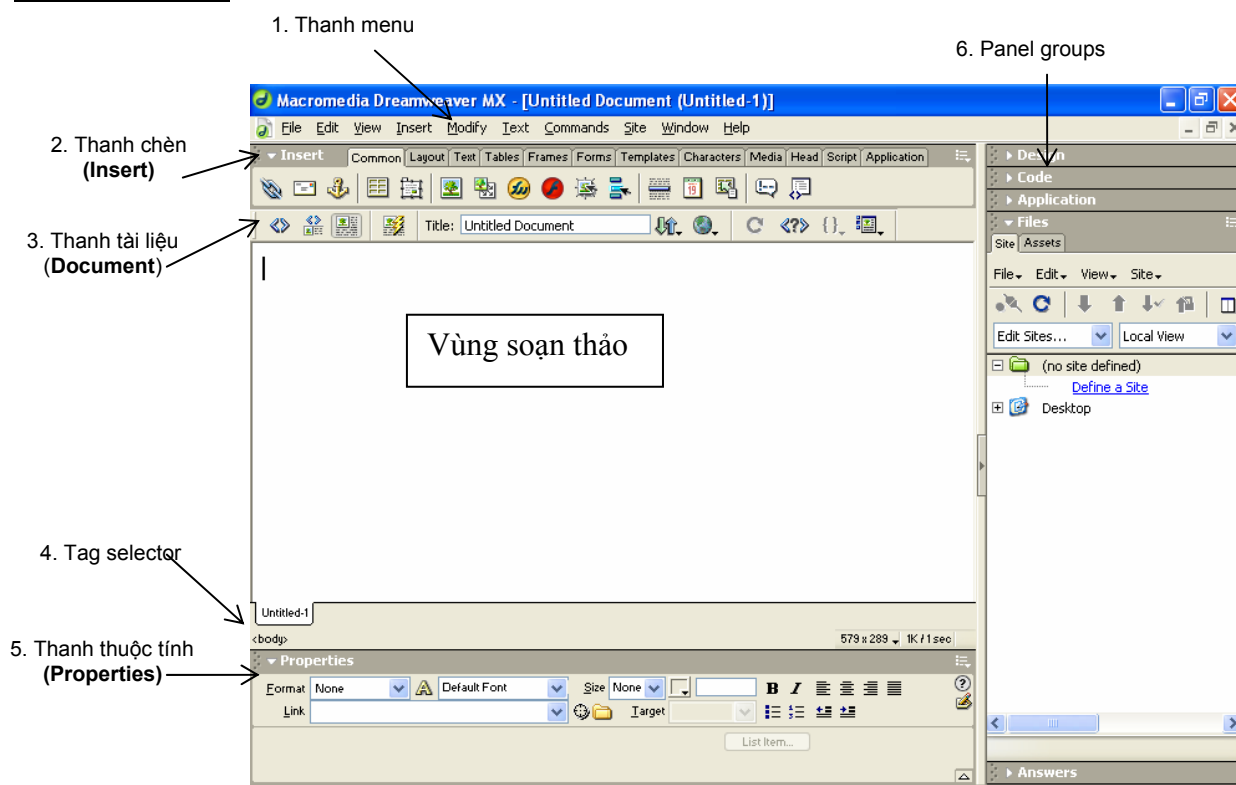 1. Thanh menu
6. Panel groups
Macromedia Dreamweaver MX - [Untitled Document (Untitled-1)]
File Edit View Insert Modify Text Commands Site Window Help
2. Thanh chèn
(Insert)
Insert Common Layout Text Tables Frames Forms Templates Characters Media Head Script Application
Design
Code
Application
Files
Site Assets
3. Thanh tài liệu
(Document)
Title: Untitled Document
File Edit View Site
Edit Sites... Local View
(no site defined)
Define a Site
Desktop
Vùng soạn thảo
4. Tag selector
Untitled-1
<body> 579 x 289 1K / 1 sec
5. Thanh thuộc tính
(Properties)
Properties
Format None Default Font Size None B I
Link Target
List Item...
Answers